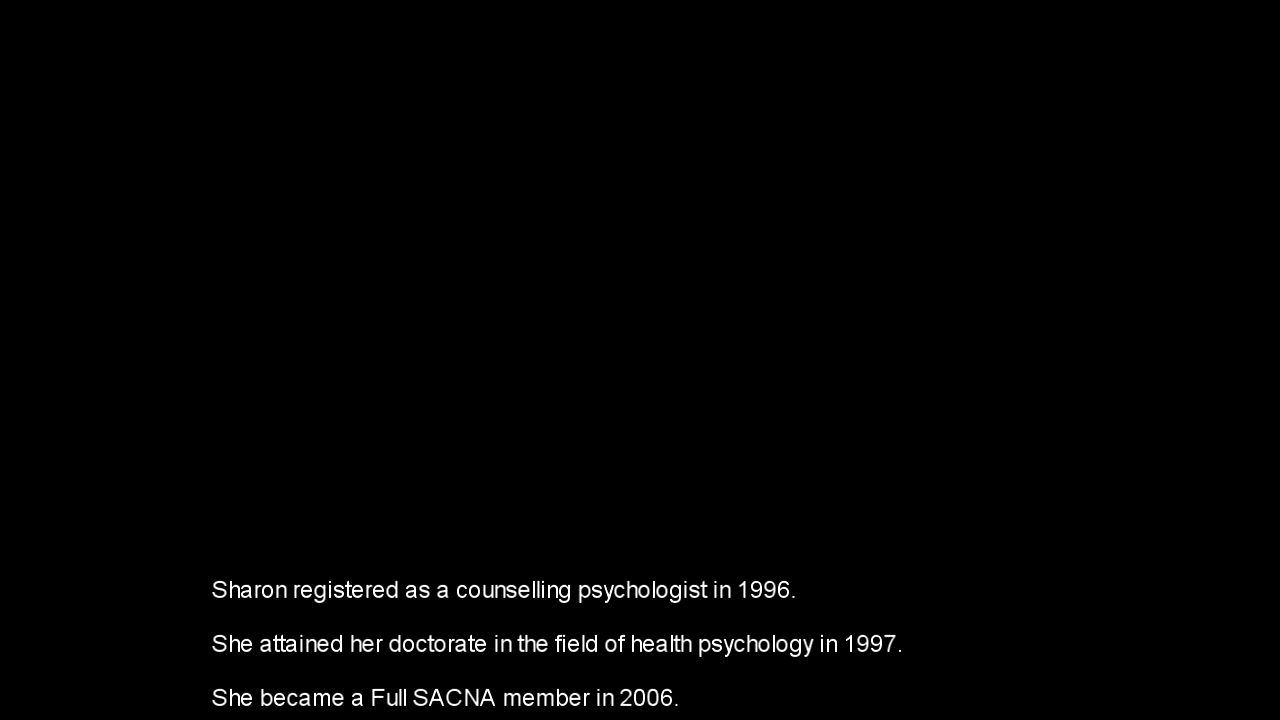 Sharon registered as a counselling psychologist in 1996.
She attained her doctorate in the field of health psychology in 1997.
She became a Full SACNA member in 2006.